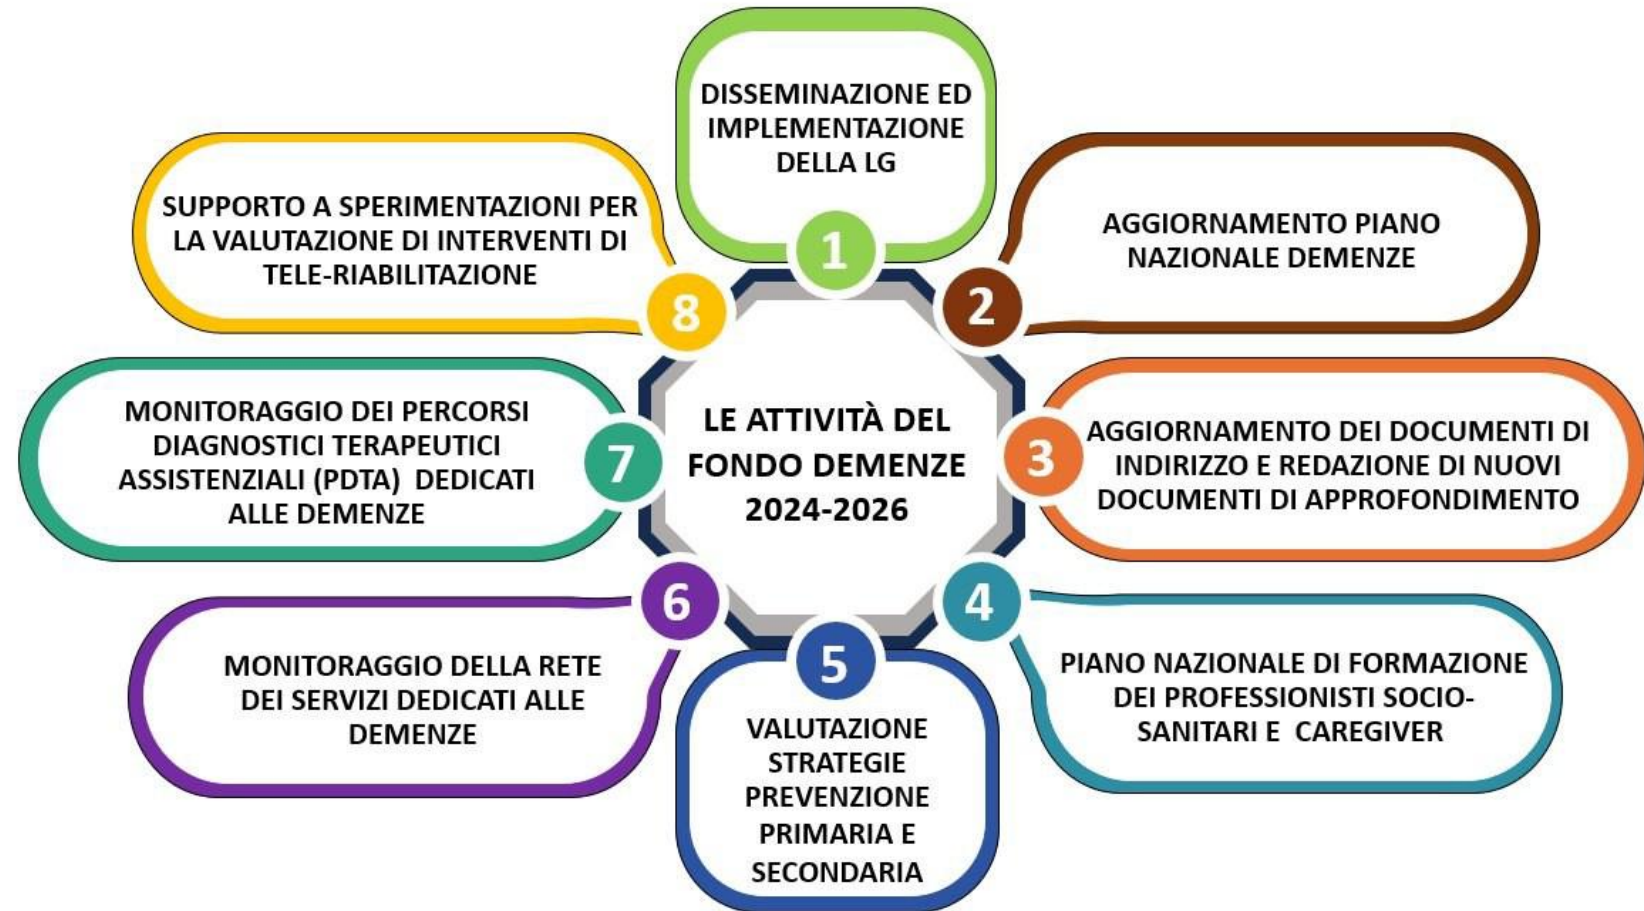 LE ATTIVITÀ DEL
FONDO DEMENZE
2024-2026
1
DISSEMINAZIONE ED
IMPLEMENTAZIONE
DELLA LG
2
AGGIORNAMENTO PIANO
NAZIONALE DEMENZE
3
AGGIORNAMENTO DEI DOCUMENTI DI
INDIRIZZO E REDAZIONE DI NUOVI
DOCUMENTI DI APPROFONDIMENTO
4
PIANO NAZIONALE DI FORMAZIONE
DEI PROFESSIONISTI SOCIO-
SANITARI E  CAREGIVER
5
VALUTAZIONE
STRATEGIE
PREVENZIONE
PRIMARIA E
SECONDARIA
6
MONITORAGGIO DELLA RETE
DEI SERVIZI DEDICATI ALLE
DEMENZE
7
MONITORAGGIO DEI PERCORSI
DIAGNOSTICI TERAPEUTICI
ASSISTENZIALI (PDTA)  DEDICATI
ALLE DEMENZE
8
SUPPORTO A SPERIMENTAZIONI PER
LA VALUTAZIONE DI INTERVENTI DI
TELE-RIABILITAZIONE